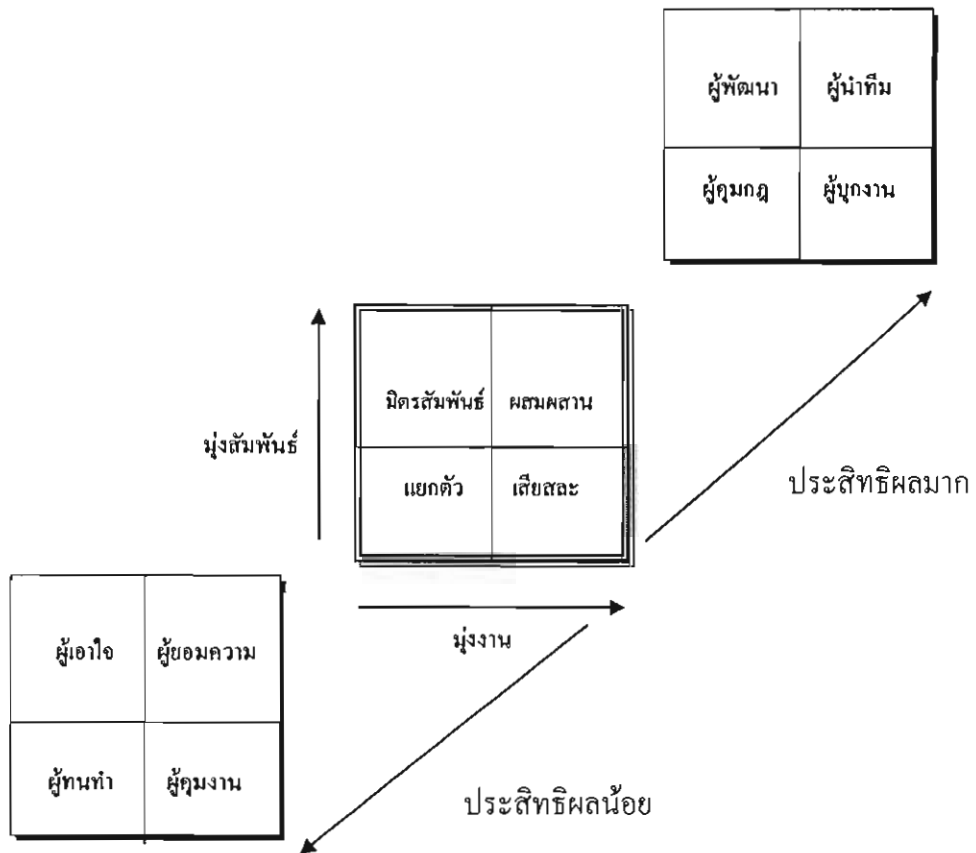 ผู้พัฒนา ผู้นำทีม
ผู้คุมกฎ ผู้บุกงาน
มิตรสัมพันธ์ ผสมผสาน
มุ่งสัมพันธ์
แยกตัว เสียสละ
ประสิทธิผลมาก
มุ่งงาน
ผู้เอาใจ ผู้ยอมความ
ผู้ทนทำ ผู้คุมงาน
ประสิทธิผลน้อย